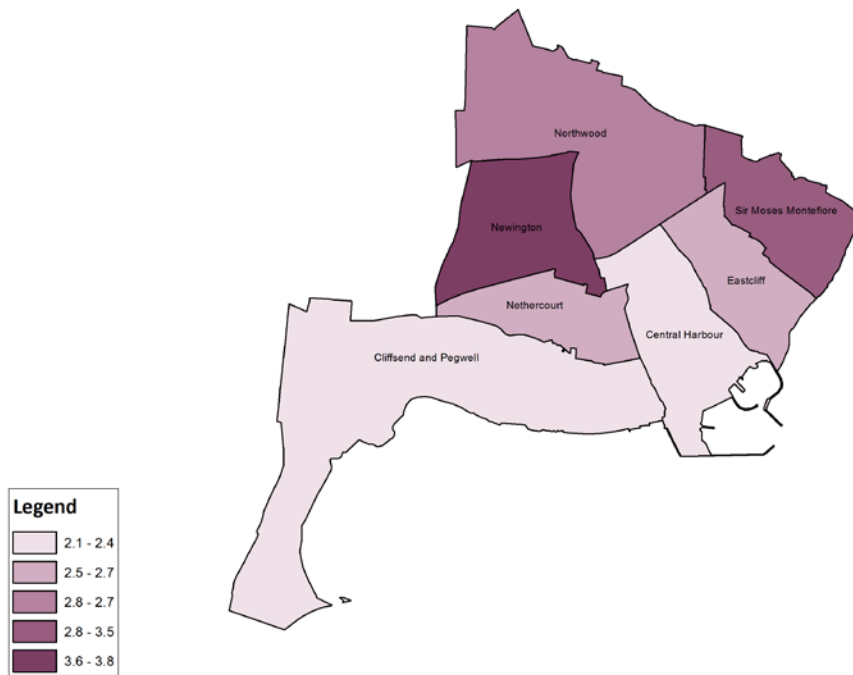 Northwood
Sir Moses Montefiore
Newington
Eastcliff
Nethercourt
Central Harbour
Cliffsend and Pegwell
Legend
2.1 - 2.4
2.5 - 2.7
2.8 - 2.7
2.8 - 3.5
3.6 - 3.8